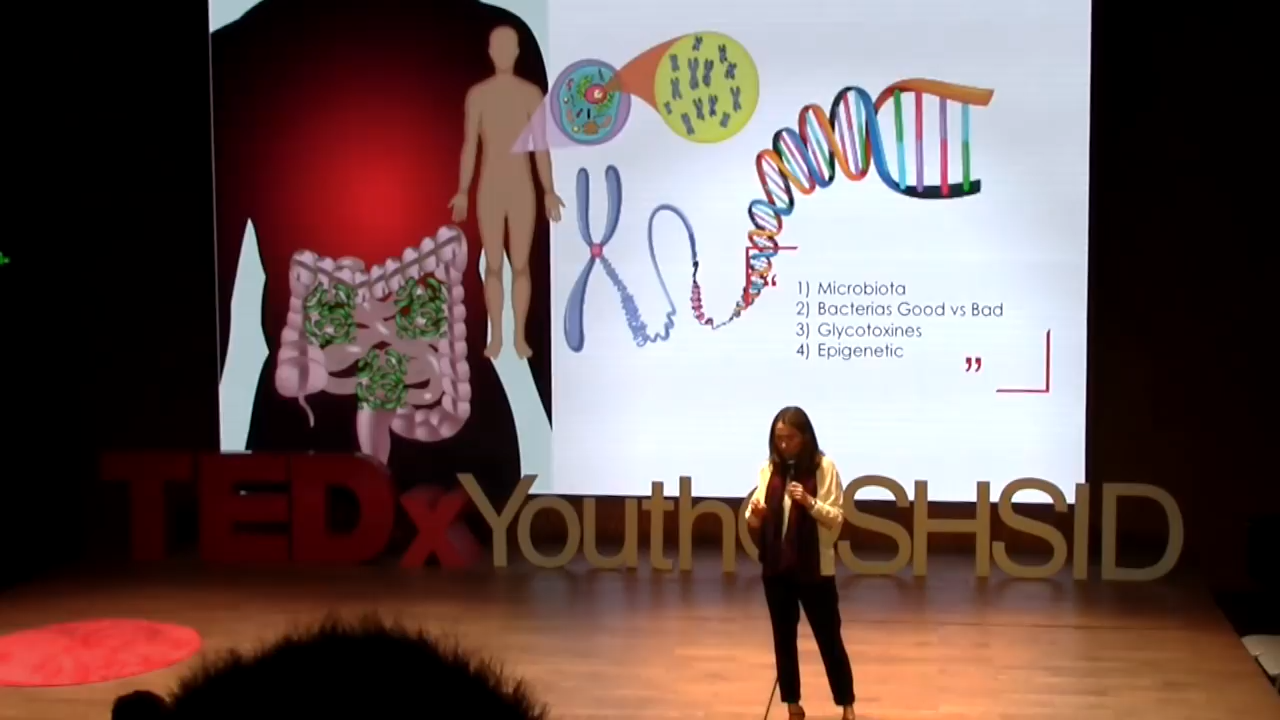 “
1) Microbiota
2) Bacterias Good vs Bad
3) Glycotoxines
4) Epigenetic
”
TEDxYouth@SHSID